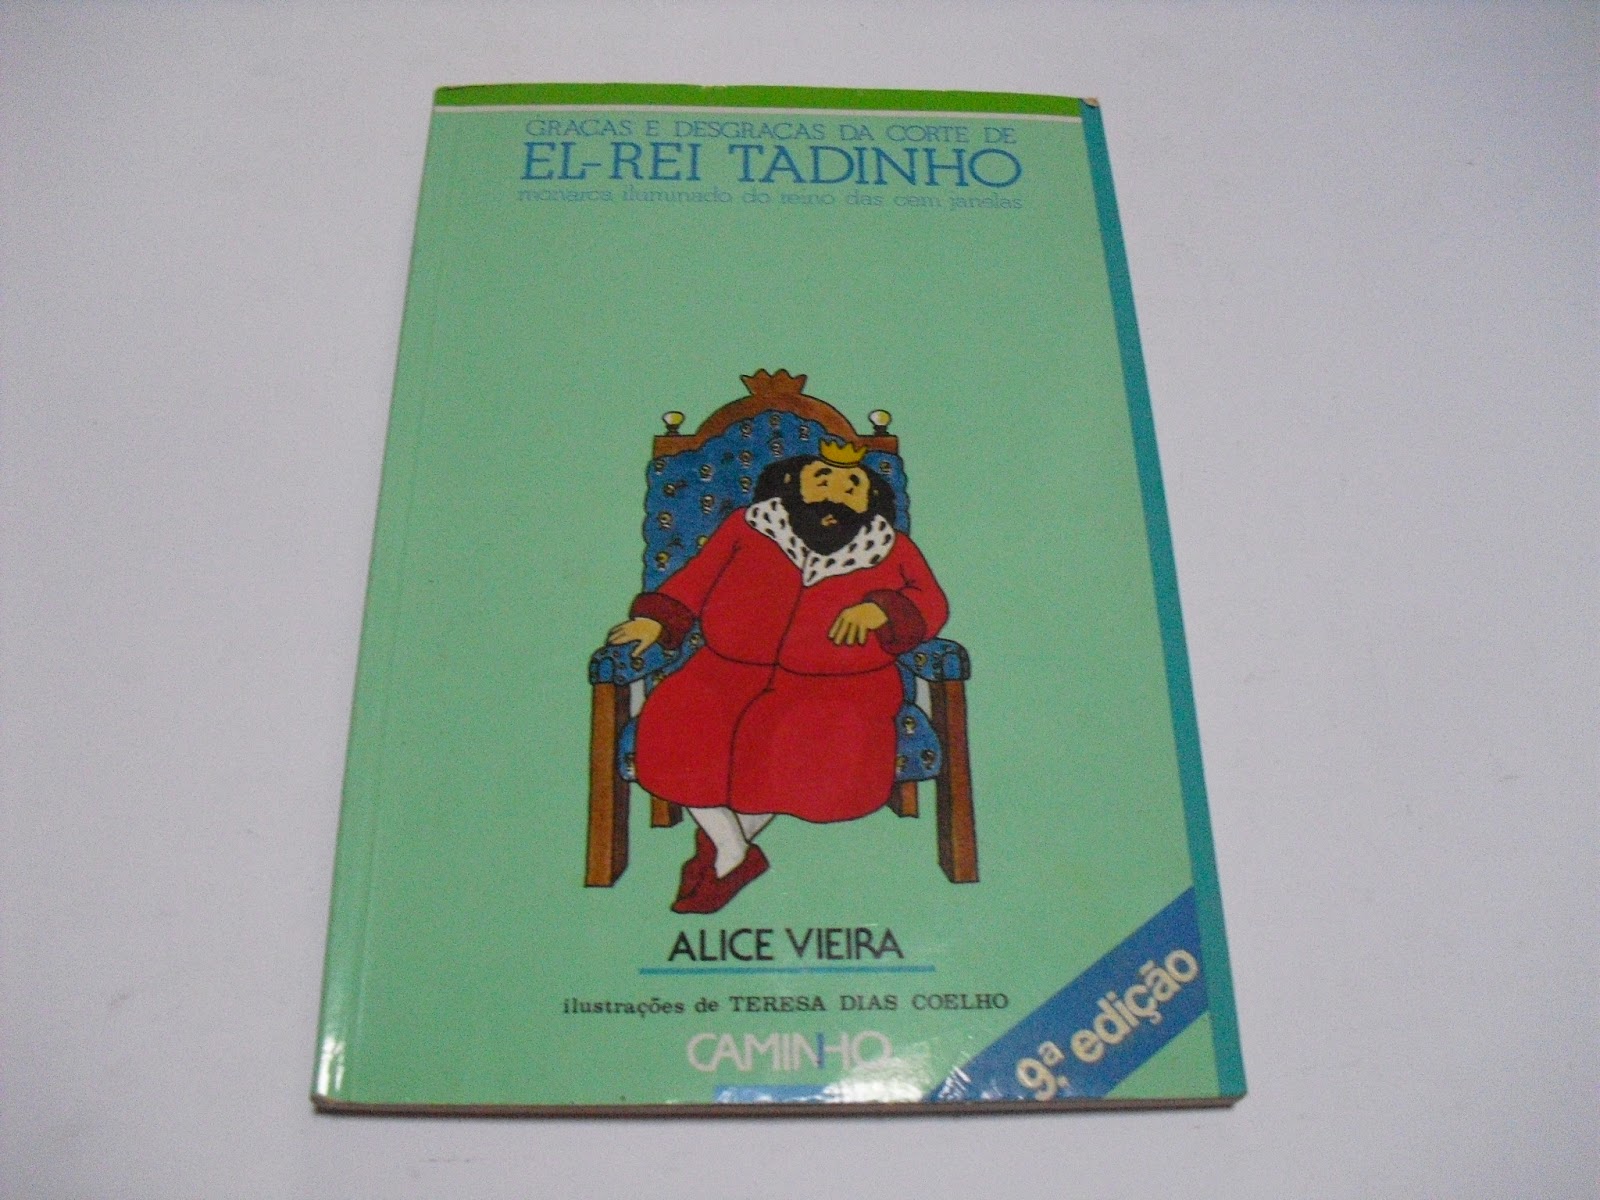 GRAÇAS E DESGRAÇAS DA CORTE DE
EL-REI TADINHO
monarca iluminado do reino das cem janelas
ALICE VIEIRA
ilustrações de TERESA DIAS COELHO
CAMINHO
9.ª edição